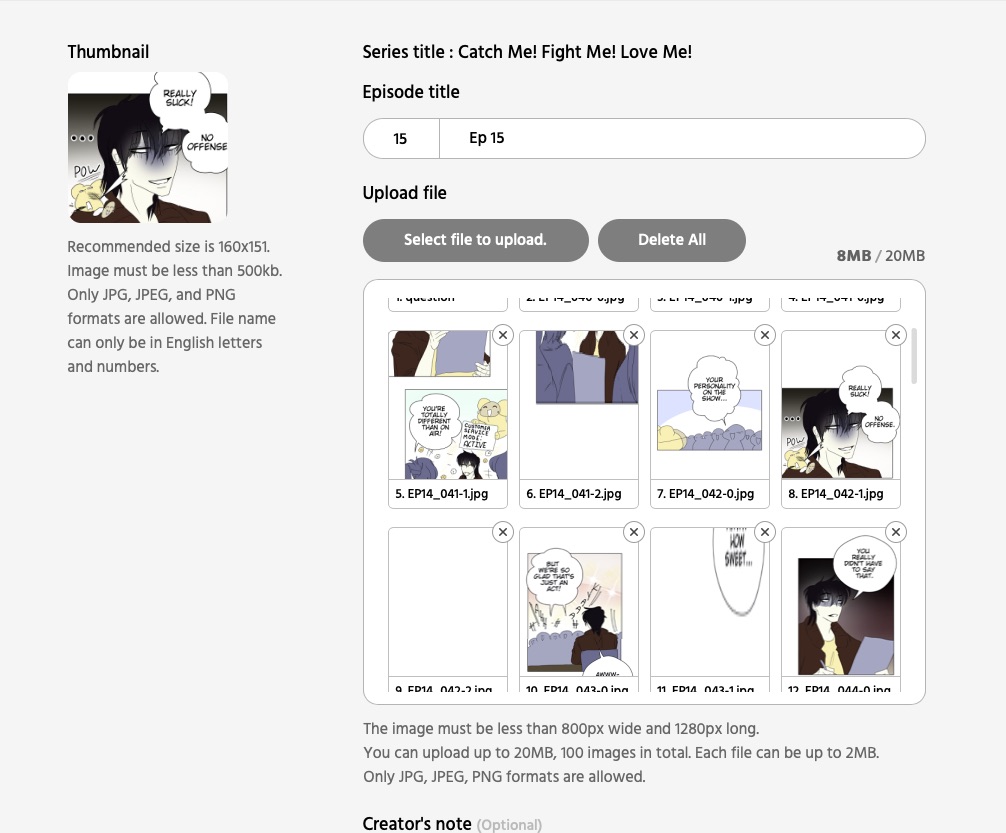 Thumbnail
REALLY
SUCK!
NO
OFFENSE
POW
Recommended size is 160x151.
Image must be less than 500kb.
Only JPG, JPEG, and PNG
formats are allowed. File name
can only be in English letters
and numbers.
Series title : Catch Me! Fight Me! Love Me!
Episode title
15
Ep 15
Upload file
Select file to upload.
Delete All
8MB / 20MB
1. question
2. EP14_040-0.jpg
3. EP14_040-1.jpg
4. EP14_041-0.jpg
YOU'RE
TOTALLY
DIFFERENT
THAN ON
AIR!
CUSTOMER
SERVICE
MODE:
ACTIVE
5. EP14_041-1.jpg
6. EP14_041-2.jpg
YOUR
PERSONALITY
ON THE
SHOW...
7. EP14_042-0.jpg
REALLY
SUCK!
NO
OFFENSE.
POW
8. EP14_042-1.jpg
9. EP14_042-2.jpg
BUT
WE'RE SO
GLAD THAT'S
JUST AN
ACT!
AWWW~
10. EP14_043-0.jpg
HOW
SWEET...
11. EP14_043-1.jpg
YOU
REALLY
DIDN'T HAVE
TO SAY
THAT.
12. EP14_044-0.jpg
The image must be less than 800px wide and 1280px long.
You can upload up to 20MB, 100 images in total. Each file can be up to 2MB.
Only JPG, JPEG, PNG formats are allowed.
Creator's note (Optional)